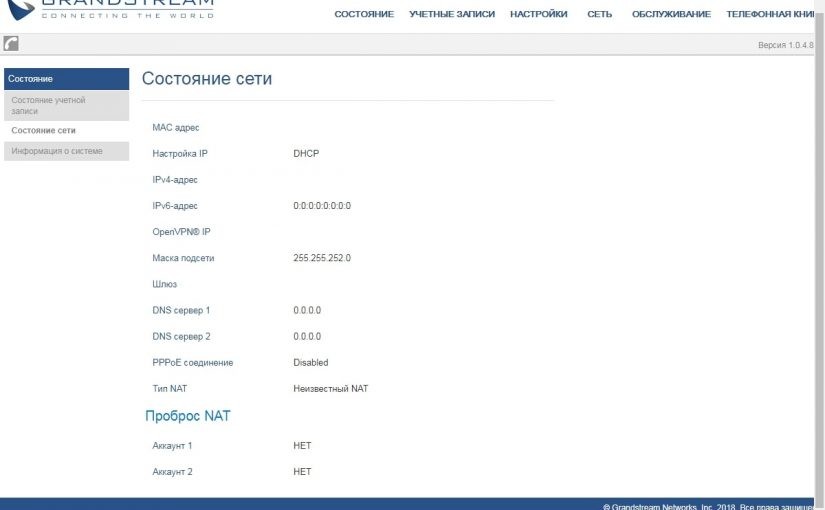 GRANDSTREAM
CONNECTING THE WORLD
СОСТОЯНИЕ УЧЕТНЫЕ ЗАПИСИ НАСТРОЙКИ СЕТЬ ОБСЛУЖИВАНИЕ ТЕЛЕФОННАЯ КНИ
Версия 1.0.4.8
Состояние
Состояние учетной
записи
Состояние сети
Информация о системе
Состояние сети
MAC адрес
Настройка IP DHCP
IPv4-адрес
IPv6-адрес 0:0:0:0:0:0:0:0
OpenVPN® IP
Маска подсети 255.255.252.0
Шлюз
DNS сервер 1 0.0.0.0
DNS сервер 2 0.0.0.0
PPPoE соединение Disabled
Тип NAT Неизвестный NAT
Проброс NAT
Аккаунт 1 НЕТ
Аккаунт 2 НЕТ
© Grandstream Networks, Inc. 2018. Все права защище